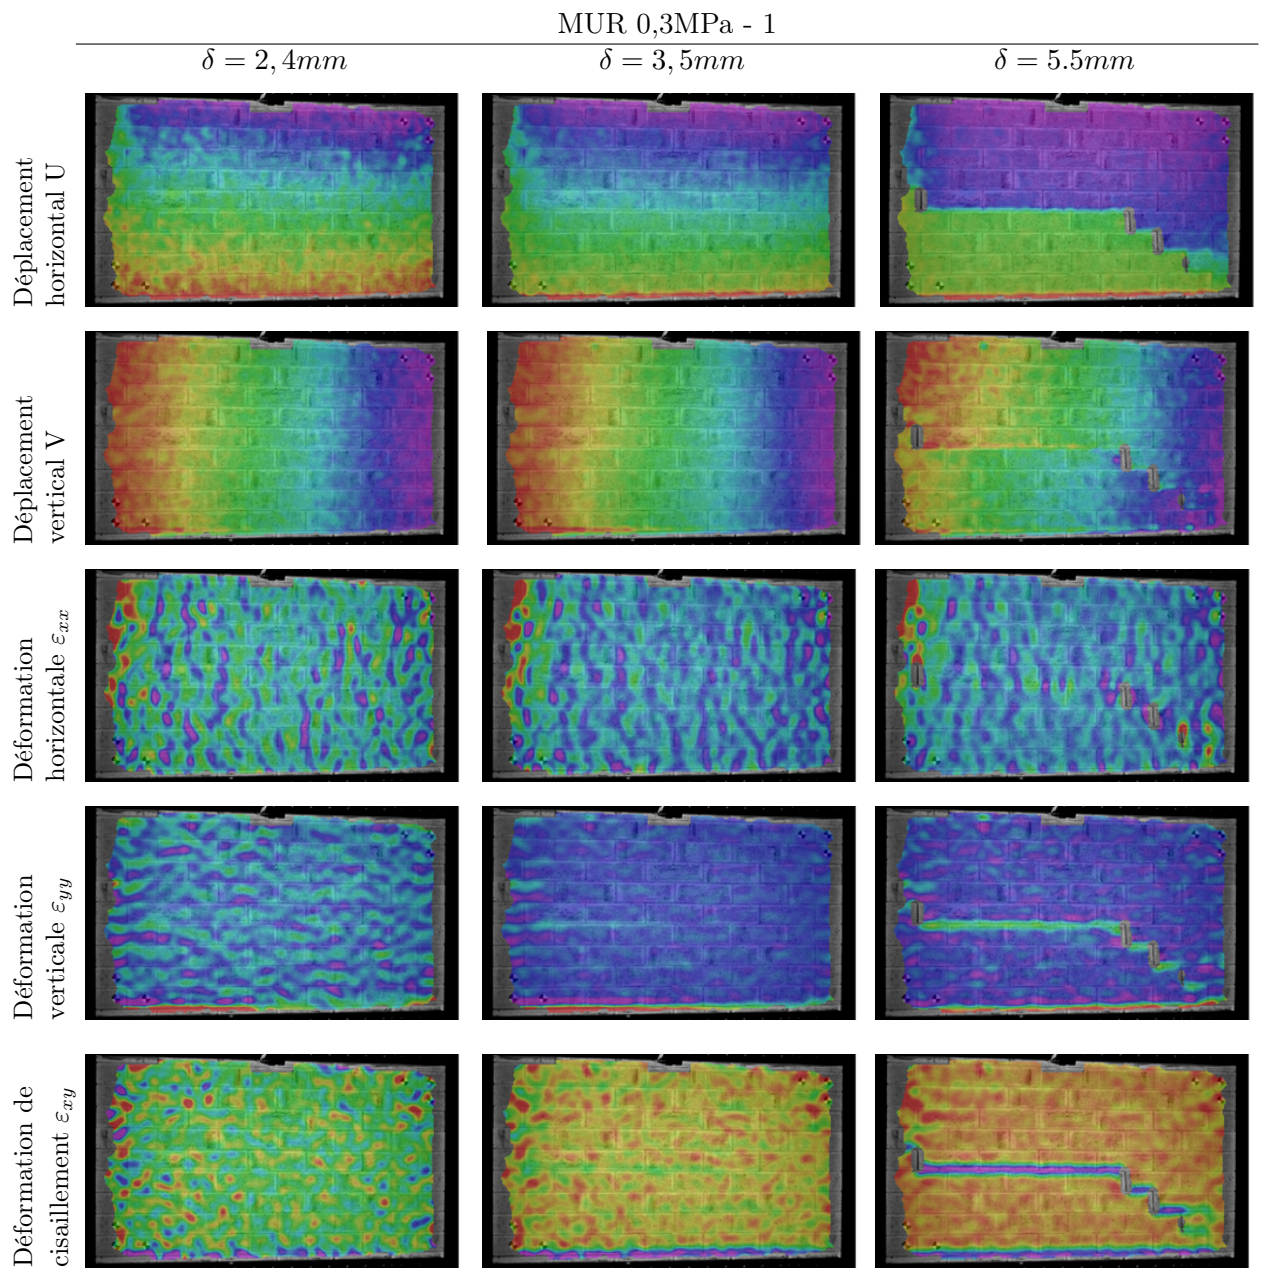 MUR 0,3MPa - 1
δ = 2, 4mm
δ = 3, 5mm
δ = 5.5mm
Déplacement
horizontal U
Déplacement
vertical V
Déformation
horizontale εxx
Déformation
verticale εyy
Déformation de
cisaillement εxy